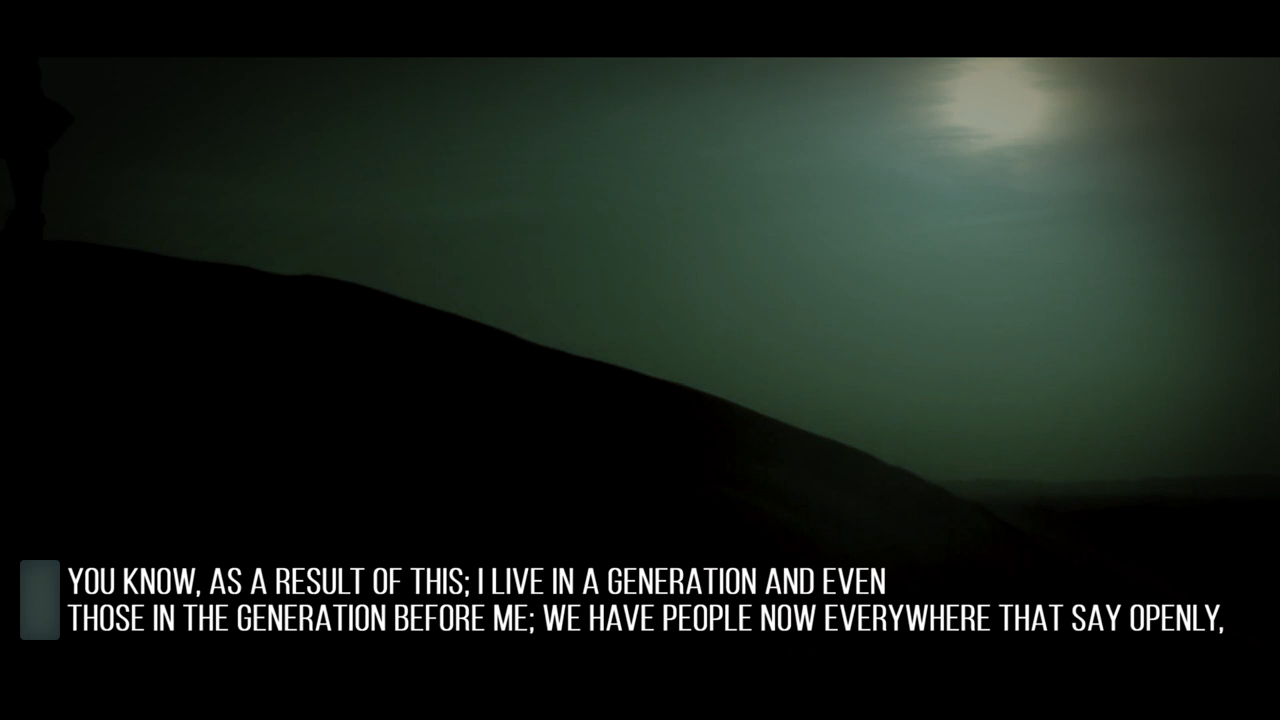 YOU KNOW, AS A RESULT OF THIS; I LIVE IN A GENERATION AND EVEN
THOSE IN THE GENERATION BEFORE ME; WE HAVE PEOPLE NOW EVERYWHERE THAT SAY OPENLY,